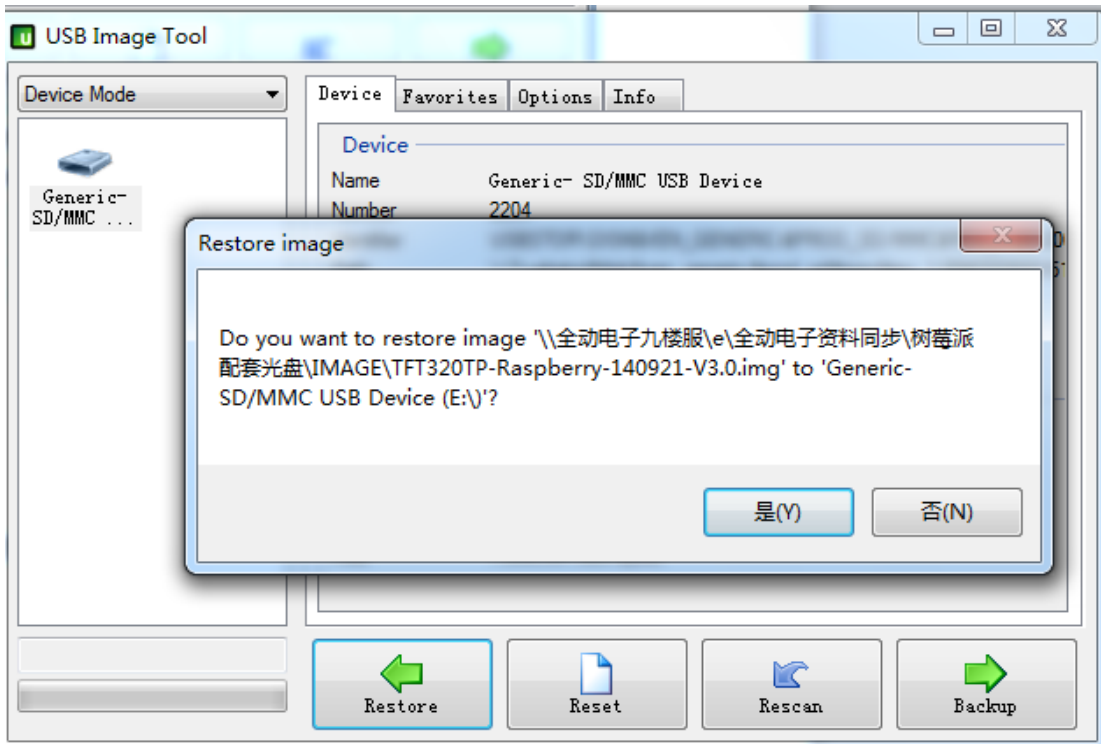 USB Image Tool
Device Mode
Device Favorites Options Info
Generic-
SD/MMC ...
Device
Name Generic- SD/MMC USB Device
Number 2204
Restore image
Do you want to restore image '\\全动电子九楼服\e\全动电子资料同步\树莓派
配套光盘\IMAGE\TFT320TP-Raspberry-140921-V3.0.img' to 'Generic-
SD/MMC USB Device (E:\)'?
是(Y) 否(N)
Restore Reset Rescan Backup